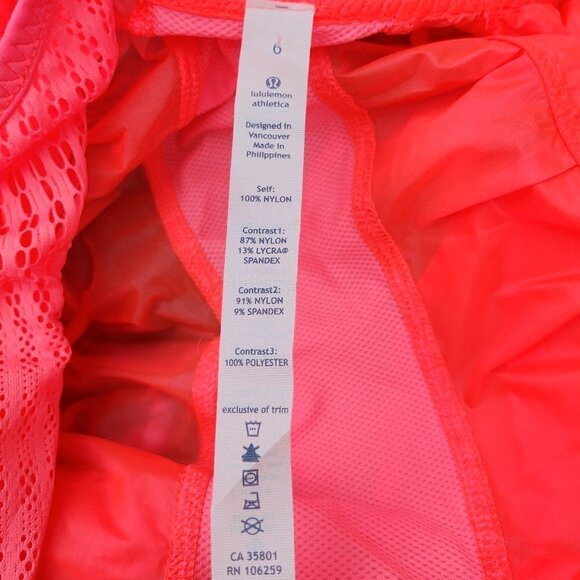 6
lululemon
athletica
Designed in
Vancouver
Made in
Philippines
Self:
100% NYLON
Contrast1:
87% NYLON
13% LYCRA®
SPANDEX
Contrast2:
91% NYLON
9% SPANDEX
Contrast3:
100% POLYESTER
exclusive of trim
CA 35801
RN 106259